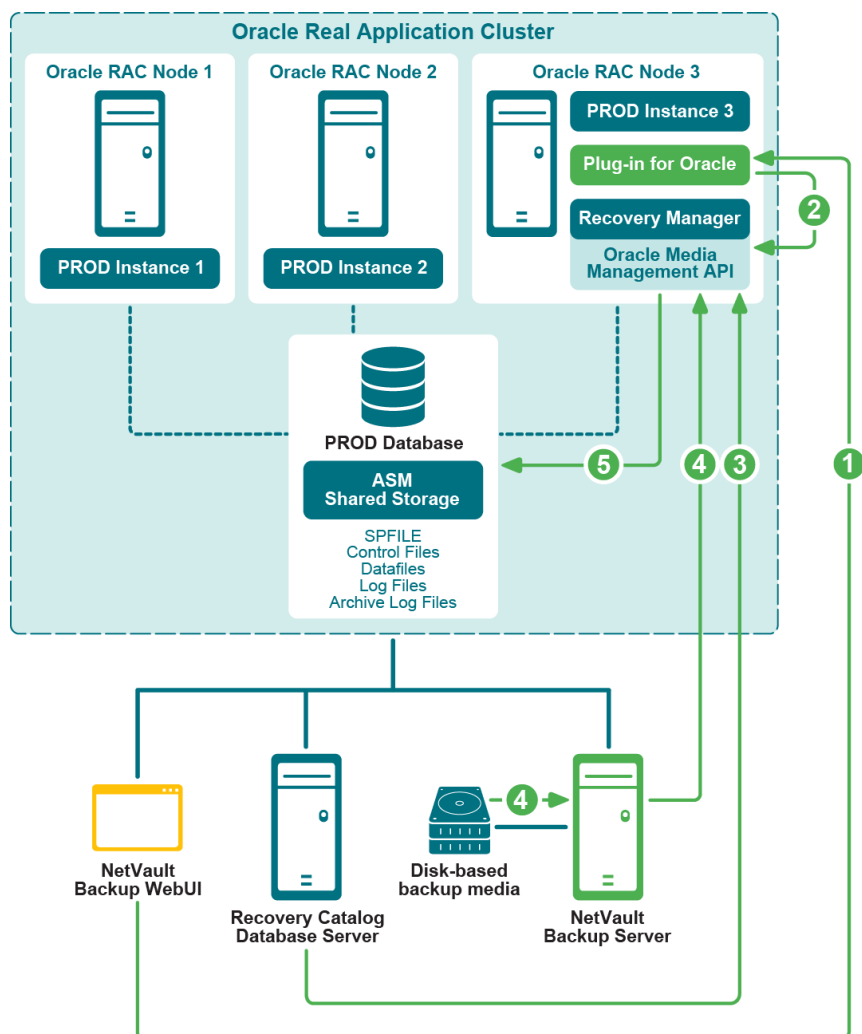 Oracle Real Application Cluster
Oracle RAC Node 1
Oracle RAC Node 2
Oracle RAC Node 3
PROD Instance 3
Plug-in for Oracle
1
2
Recovery Manager
Oracle Media
Management API
PROD Instance 1
PROD Instance 2
PROD Database
5
4
3
1
ASM
Shared Storage
SPFILE
Control Files
Datafiles
Log Files
Archive Log Files
4
NetVault
Backup WebUI
Recovery Catalog
Database Server
Disk-based
backup media
NetVault
Backup Server